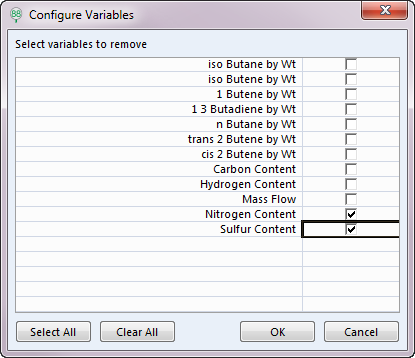 Configure Variables
Select variables to remove
iso Butane by Wt
iso Butene by Wt
1 Butene by Wt
1 3 Butadiene by Wt
n Butane by Wt
trans 2 Butene by Wt
cis 2 Butene by Wt
Carbon Content
Hydrogen Content
Mass Flow
Nitrogen Content
Sulfur Content
Select All Clear All OK Cancel